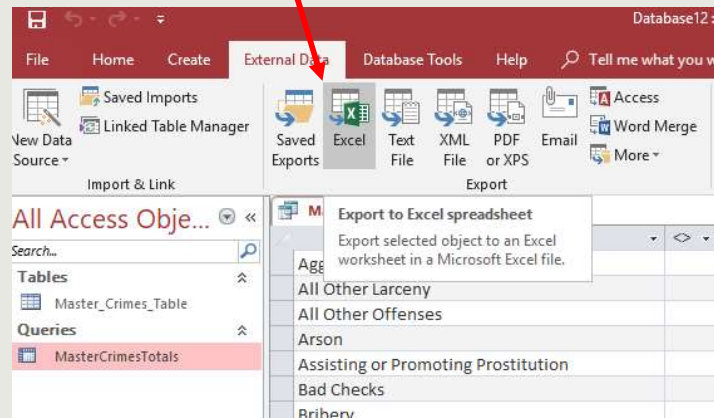 Database12 :
File Home Create External Data Database Tools Help Tell me what you w
Saved Imports
Linked Table Manager
New Data Source
Import & Link
Saved Exports
Excel
Text File
XML File
PDF or XPS
Email
Access
Word Merge
More
Export
All Access Obje...
Search...
Tables
Master_Crimes_Table
Queries
MasterCrimesTotals
M
Export to Excel spreadsheet
Export selected object to an Excel
worksheet in a Microsoft Excel file.
<>
Agg
All Other Larceny
All Other Offenses
Arson
Assisting or Promoting Prostitution
Bad Checks
Bribery